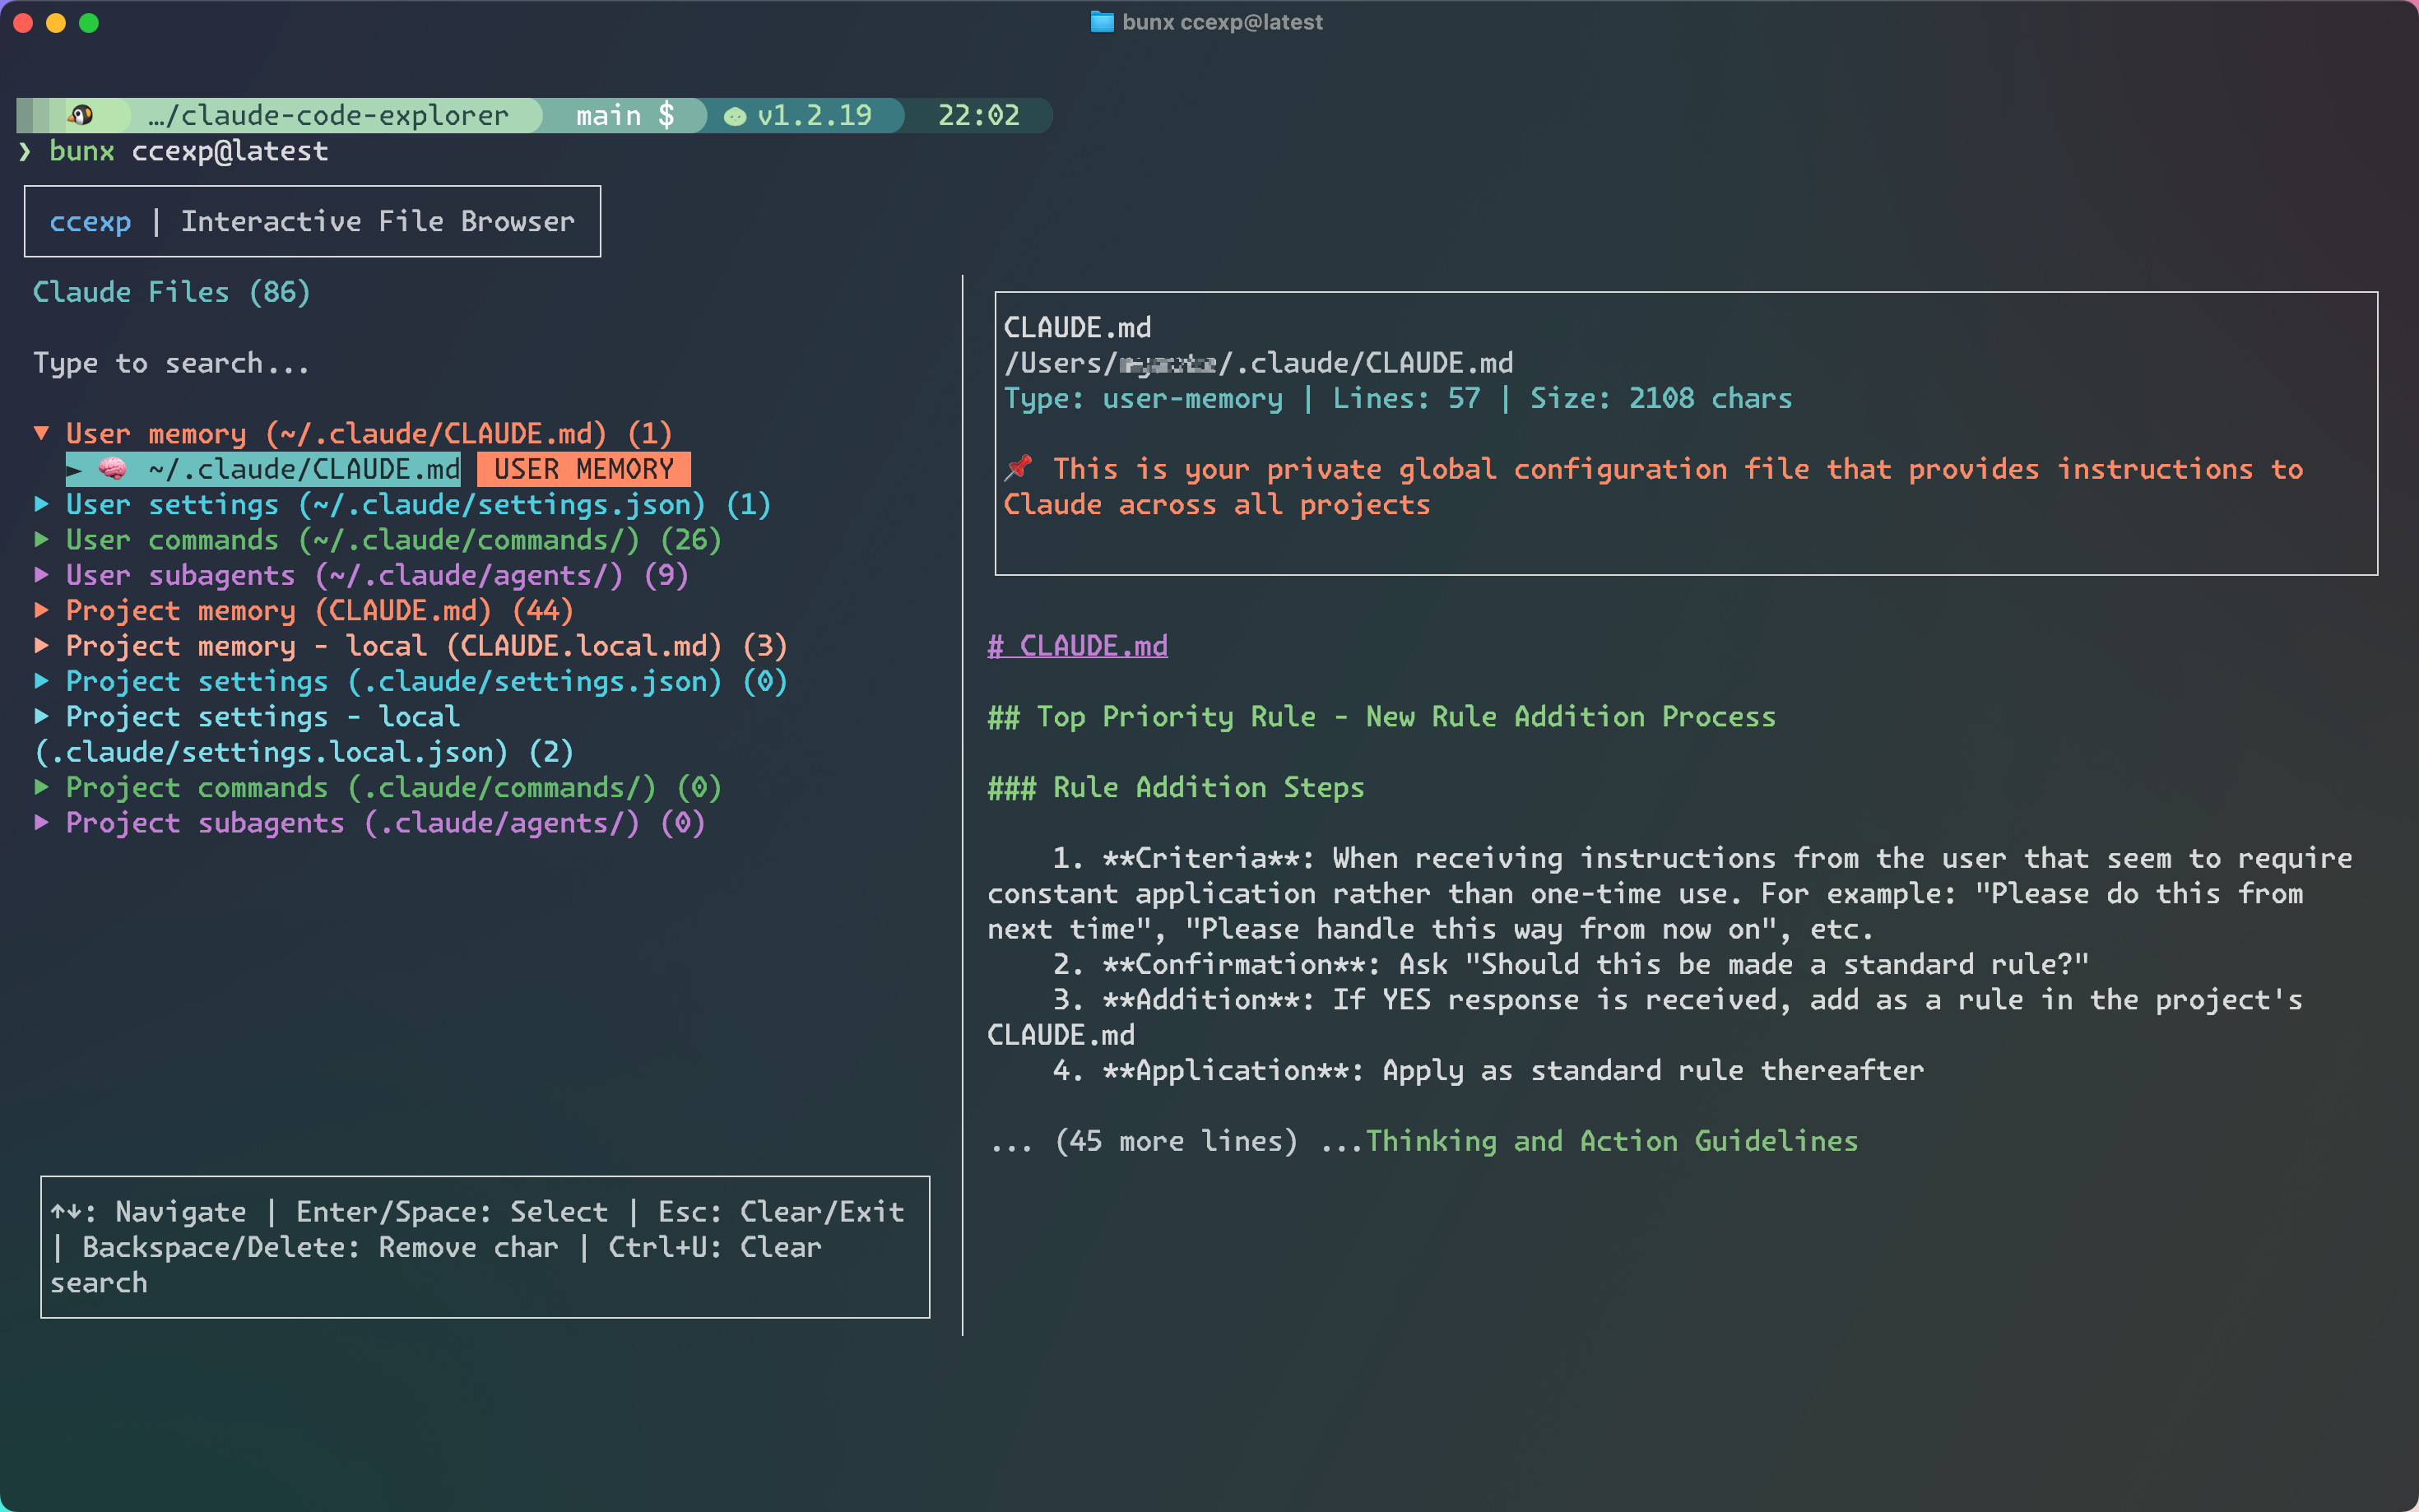 bunx ccexp@latest
…/claude-code-explorer main $ v1.2.19 22:02
❯ bunx ccexp@latest
ccexp | Interactive File Browser
Claude Files (86)
Type to search...
▼ User memory (~/.claude/CLAUDE.md) (1)
► 🧠 ~/.claude/CLAUDE.md USER MEMORY
▶ User settings (~/.claude/settings.json) (1)
▶ User commands (~/.claude/commands/) (26)
▶ User subagents (~/.claude/agents/) (9)
▶ Project memory (CLAUDE.md) (44)
▶ Project memory - local (CLAUDE.local.md) (3)
▶ Project settings (.claude/settings.json) (0)
▶ Project settings - local
(.claude/settings.local.json) (2)
▶ Project commands (.claude/commands/) (0)
▶ Project subagents (.claude/agents/) (0)
↑↓: Navigate | Enter/Space: Select | Esc: Clear/Exit
| Backspace/Delete: Remove char | Ctrl+U: Clear
search
CLAUDE.md
/Users/ /.claude/CLAUDE.md
Type: user-memory | Lines: 57 | Size: 2108 chars
📌 This is your private global configuration file that provides instructions to
Claude across all projects
# CLAUDE.md
## Top Priority Rule - New Rule Addition Process
### Rule Addition Steps
1. **Criteria**: When receiving instructions from the user that seem to require
constant application rather than one-time use. For example: "Please do this from
next time", "Please handle this way from now on", etc.
2. **Confirmation**: Ask "Should this be made a standard rule?"
3. **Addition**: If YES response is received, add as a rule in the project's
CLAUDE.md
4. **Application**: Apply as standard rule thereafter
... (45 more lines) ...Thinking and Action Guidelines